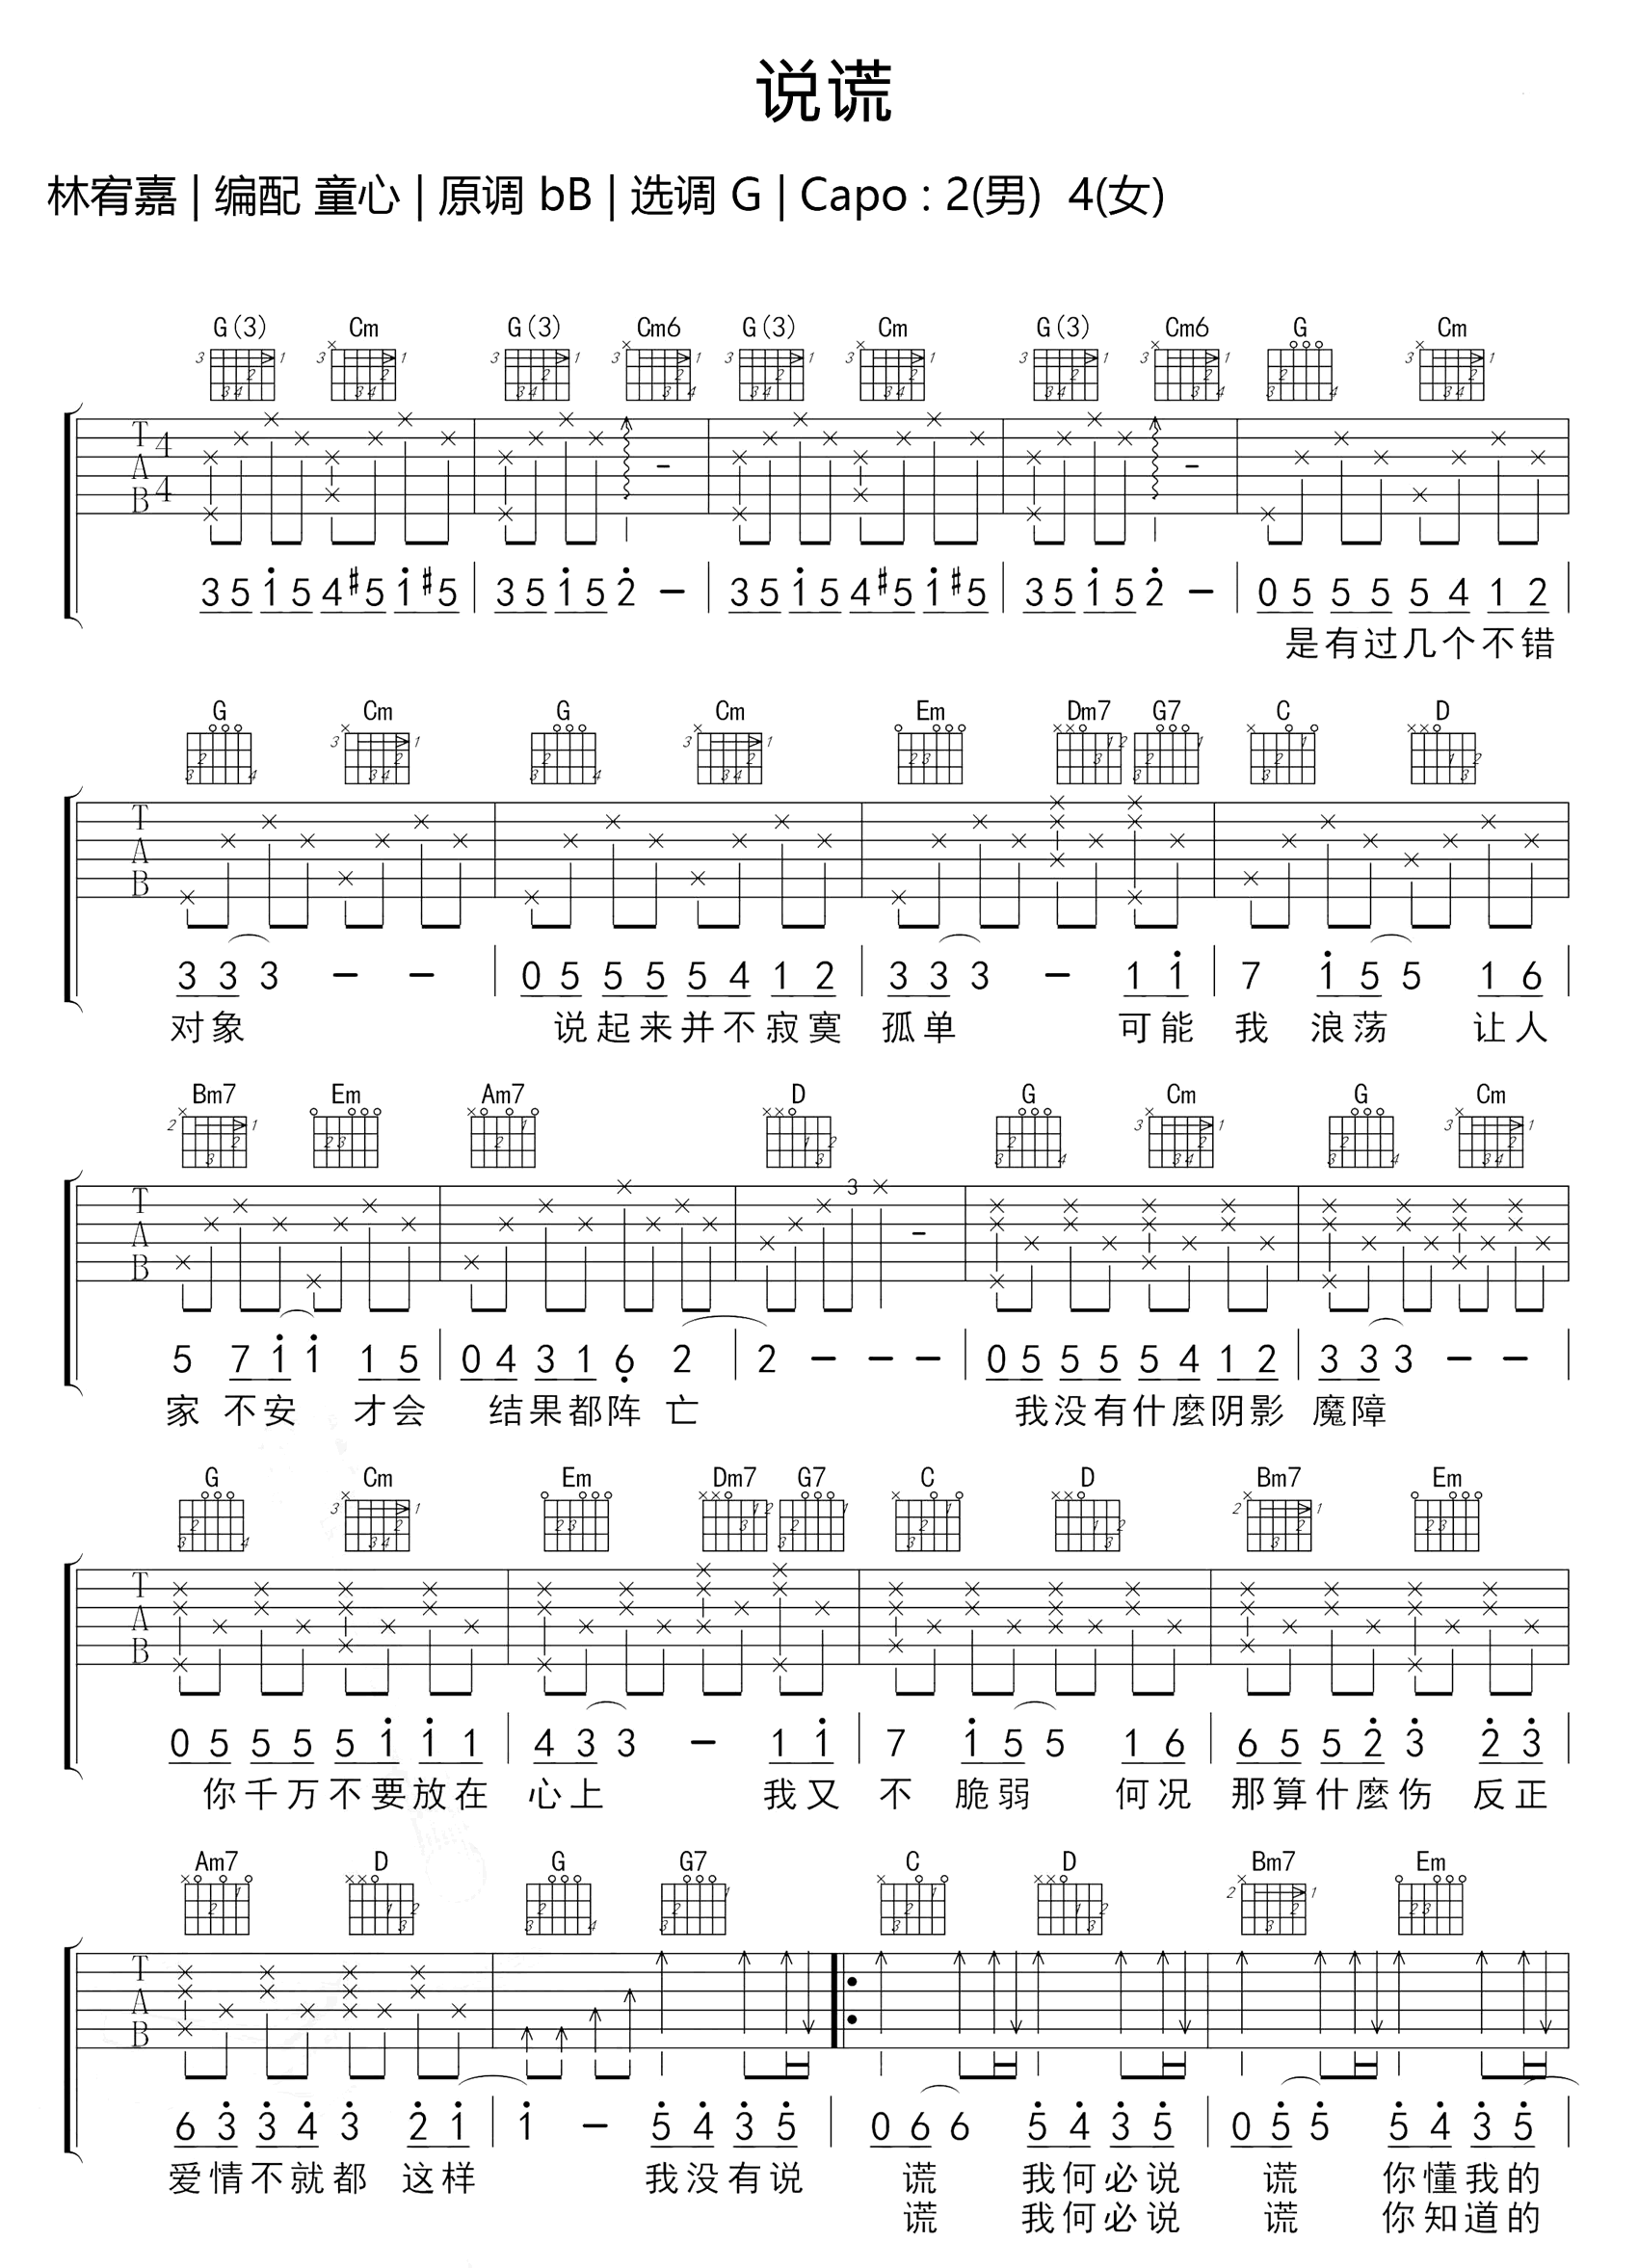 说谎
林宥嘉 | 编配 童心 | 原调 bB | 选调 G | Capo : 2(男) 4(女)
G(3) Cm G(3) Cm6 G(3) Cm G(3) Cm6 G Cm
T A B 4 4
3 5 1 5 4 #5 1 #5 | 3 5 1 5 2 – | 3 5 1 5 4 #5 1 #5 | 3 5 1 5 2 – | 0 5 5 5 5 4 1 2 |
是有过几个不错
G Cm G Cm Em Dm7 G7 C D
T A B
3 3 3 – – | 0 5 5 5 5 4 1 2 | 3 3 3 – 1 1 | 7 1 5 5 1 6 |
对象 说起来并不寂寞 孤单 可能 我 浪荡 让人
Bm7 Em Am7 D G Cm G Cm
T A B 3
5 7 1 1 1 5 | 0 4 3 1 6 2 | 2 – – – | 0 5 5 5 5 4 1 2 | 3 3 3 – – |
家 不安 才会 结果都阵 亡 我没有什麼阴影 魔障
G Cm Em Dm7 G7 C D Bm7 Em
T A B
0 5 5 5 5 1 1 1 | 4 3 3 – 1 1 | 7 1 5 5 1 6 | 6 5 5 2 3 2 3 |
你千万不要放在 心上 我又 不 脆弱 何况 那算什麼伤 反正
Am7 D G G7 C D Bm7 Em
T A B
6 3 3 4 3 2 1 | 1 – 5 4 3 5 | 0 6 6 5 4 3 5 | 0 5 5 5 4 3 5 |
爱情不就都 这样 我没有说 谎 我何必说 谎 你懂我的
谎 我何必说 谎 你知道的